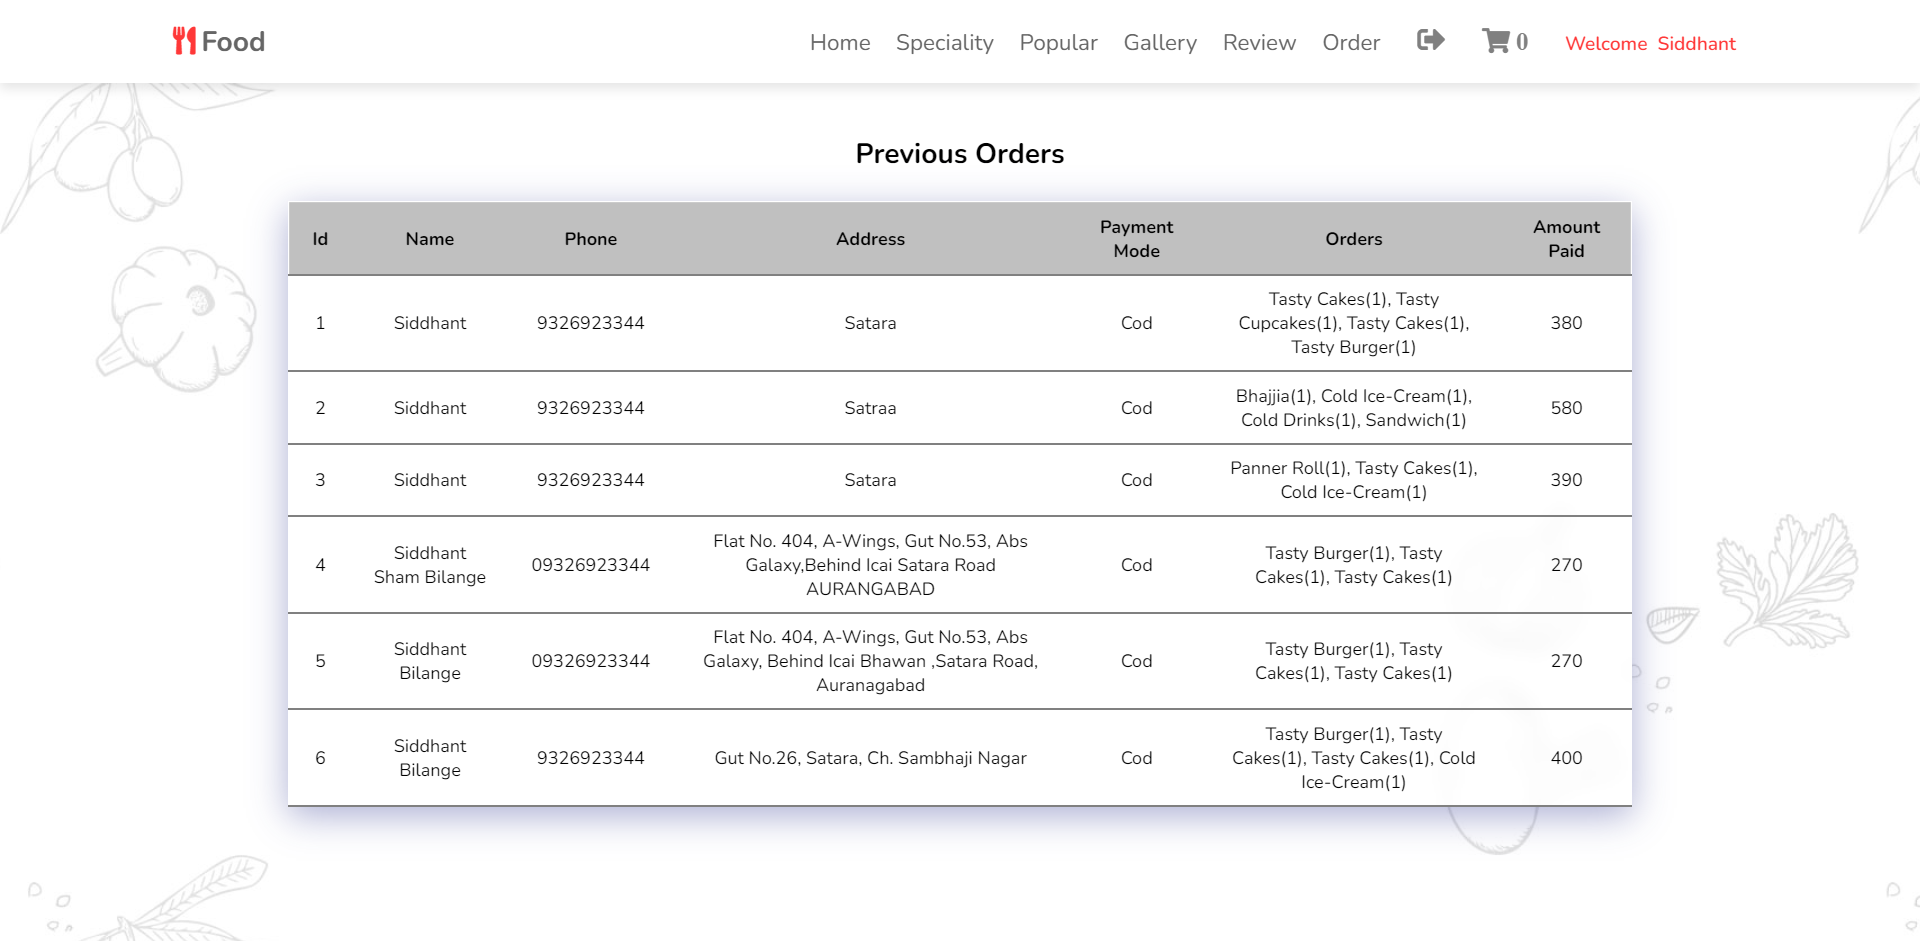 Food
Home Speciality Popular Gallery Review Order 0 Welcome Siddhant
Previous Orders
Id Name Phone Address Payment Mode Orders Amount Paid
1 Siddhant 9326923344 Satara Cod Tasty Cakes(1), Tasty Cupcakes(1), Tasty Cakes(1), Tasty Burger(1) 380
2 Siddhant 9326923344 Satraa Cod Bhajjia(1), Cold Ice-Cream(1), Cold Drinks(1), Sandwich(1) 580
3 Siddhant 9326923344 Satara Cod Panner Roll(1), Tasty Cakes(1), Cold Ice-Cream(1) 390
4 Siddhant Sham Bilange 09326923344 Flat No. 404, A-Wings, Gut No.53, Abs Galaxy,Behind Icai Satara Road AURANGABAD Cod Tasty Burger(1), Tasty Cakes(1), Tasty Cakes(1) 270
5 Siddhant Bilange 09326923344 Flat No. 404, A-Wings, Gut No.53, Abs Galaxy, Behind Icai Bhawan ,Satara Road, Auranagabad Cod Tasty Burger(1), Tasty Cakes(1), Tasty Cakes(1) 270
6 Siddhant Bilange 9326923344 Gut No.26, Satara, Ch. Sambhaji Nagar Cod Tasty Burger(1), Tasty Cakes(1), Tasty Cakes(1), Cold Ice-Cream(1) 400